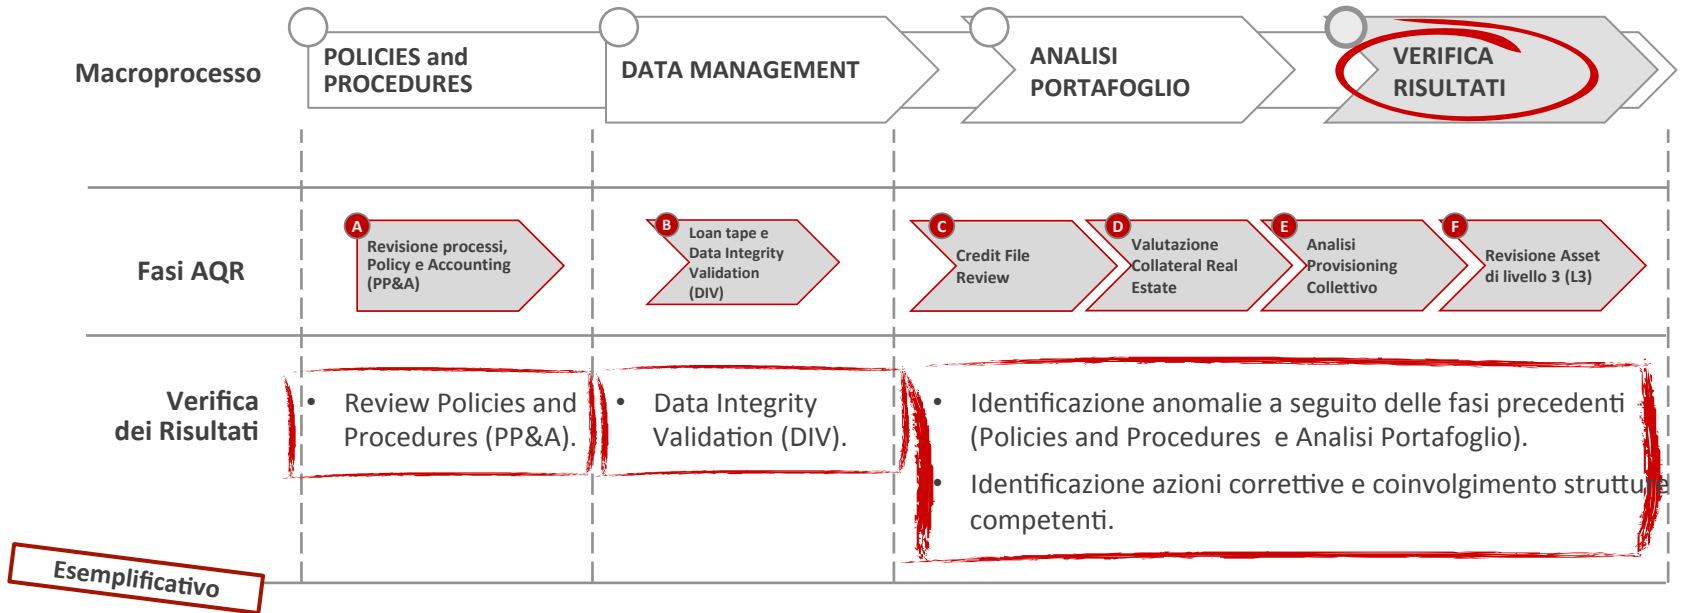 Macroprocesso
POLICIES and
PROCEDURES
DATA MANAGEMENT
ANALISI
PORTAFOGLIO
VERIFICA
RISULTATI
Fasi AQR
A
Revisione processi,
Policy e Accounting
(PP&A)
B
Loan tape e
Data Integrity
Validation
(DIV)
C
Credit File
Review
D
Valutazione
Collateral Real
Estate
E
Analisi
Provisioning
Collettivo
F
Revisione Asset
di livello 3 (L3)
Verifica
dei Risultati
• Review Policies and
Procedures (PP&A).
• Data Integrity
Validation (DIV).
• Identificazione anomalie a seguito delle fasi precedenti
(Policies and Procedures e Analisi Portafoglio).
• Identificazione azioni correttive e coinvolgimento strutture
competenti.
Esemplificativo